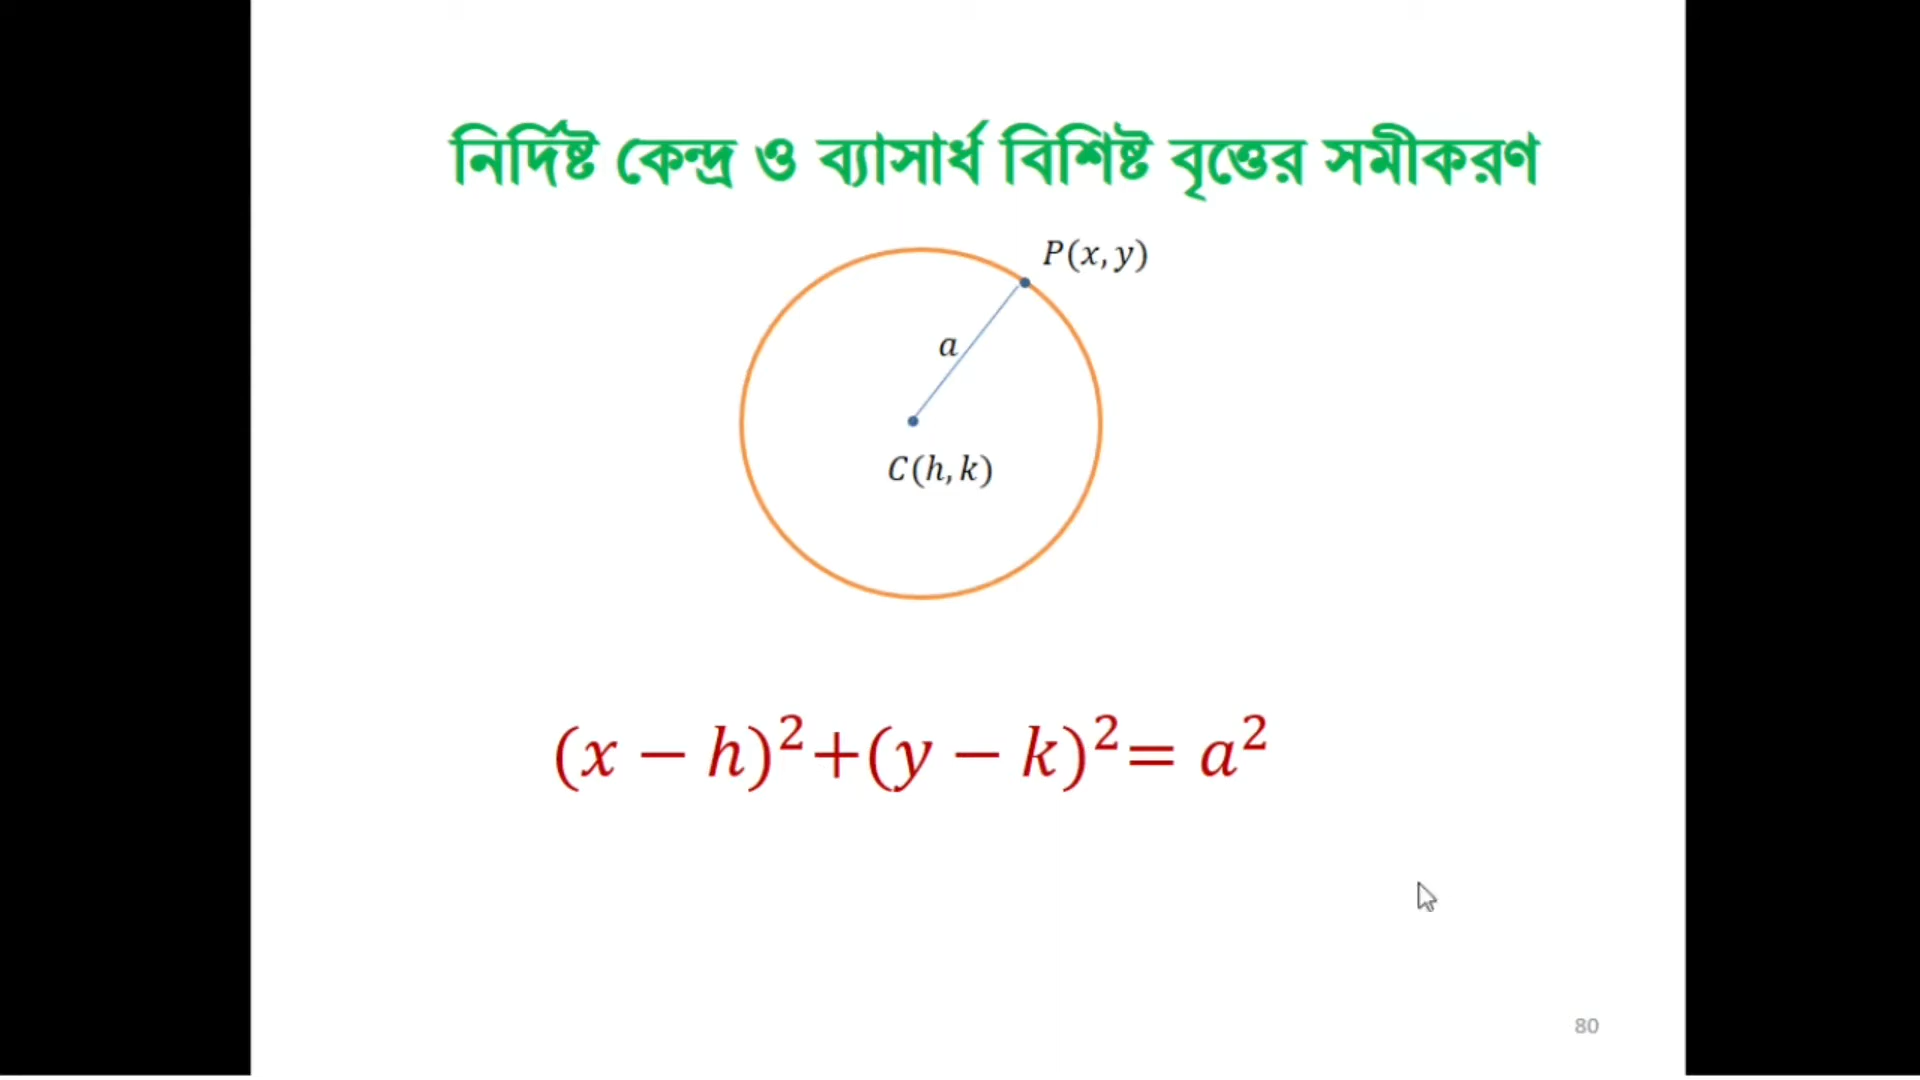 নির্দিষ্ট কেন্দ্র ও ব্যাসার্ধ বিশিষ্ট বৃত্তের সমীকরণ
P(x, y)
a
C(h, k)
(x − h)²+(y − k)²= a²
80